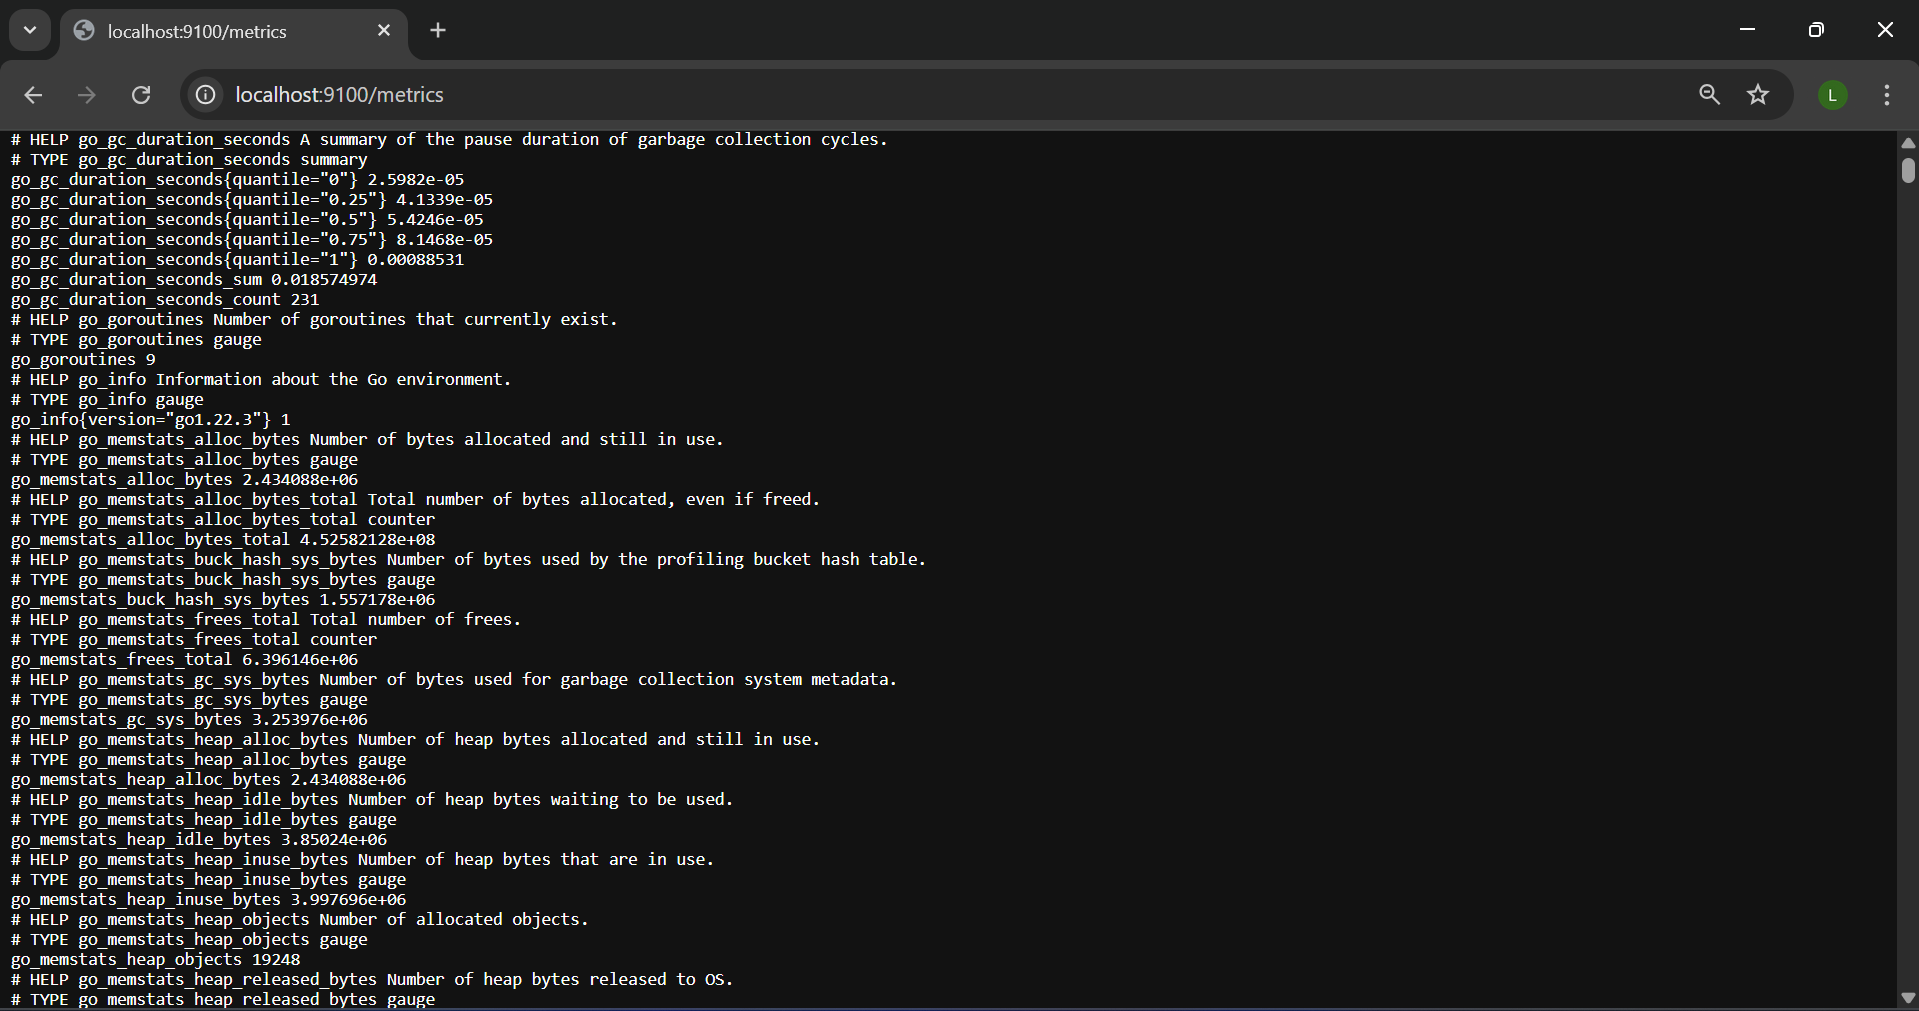 localhost:9100/metrics
localhost:9100/metrics
L
# HELP go_gc_duration_seconds A summary of the pause duration of garbage collection cycles.
# TYPE go_gc_duration_seconds summary
go_gc_duration_seconds{quantile="0"} 2.5982e-05
go_gc_duration_seconds{quantile="0.25"} 4.1339e-05
go_gc_duration_seconds{quantile="0.5"} 5.4246e-05
go_gc_duration_seconds{quantile="0.75"} 8.1468e-05
go_gc_duration_seconds{quantile="1"} 0.00088531
go_gc_duration_seconds_sum 0.018574974
go_gc_duration_seconds_count 231
# HELP go_goroutines Number of goroutines that currently exist.
# TYPE go_goroutines gauge
go_goroutines 9
# HELP go_info Information about the Go environment.
# TYPE go_info gauge
go_info{version="go1.22.3"} 1
# HELP go_memstats_alloc_bytes Number of bytes allocated and still in use.
# TYPE go_memstats_alloc_bytes gauge
go_memstats_alloc_bytes 2.434088e+06
# HELP go_memstats_alloc_bytes_total Total number of bytes allocated, even if freed.
# TYPE go_memstats_alloc_bytes_total counter
go_memstats_alloc_bytes_total 4.52582128e+08
# HELP go_memstats_buck_hash_sys_bytes Number of bytes used by the profiling bucket hash table.
# TYPE go_memstats_buck_hash_sys_bytes gauge
go_memstats_buck_hash_sys_bytes 1.557178e+06
# HELP go_memstats_frees_total Total number of frees.
# TYPE go_memstats_frees_total counter
go_memstats_frees_total 6.396146e+06
# HELP go_memstats_gc_sys_bytes Number of bytes used for garbage collection system metadata.
# TYPE go_memstats_gc_sys_bytes gauge
go_memstats_gc_sys_bytes 3.253976e+06
# HELP go_memstats_heap_alloc_bytes Number of heap bytes allocated and still in use.
# TYPE go_memstats_heap_alloc_bytes gauge
go_memstats_heap_alloc_bytes 2.434088e+06
# HELP go_memstats_heap_idle_bytes Number of heap bytes waiting to be used.
# TYPE go_memstats_heap_idle_bytes gauge
go_memstats_heap_idle_bytes 3.85024e+06
# HELP go_memstats_heap_inuse_bytes Number of heap bytes that are in use.
# TYPE go_memstats_heap_inuse_bytes gauge
go_memstats_heap_inuse_bytes 3.997696e+06
# HELP go_memstats_heap_objects Number of allocated objects.
# TYPE go_memstats_heap_objects gauge
go_memstats_heap_objects 19248
# HELP go_memstats_heap_released_bytes Number of heap bytes released to OS.
# TYPE go_memstats_heap_released_bytes gauge